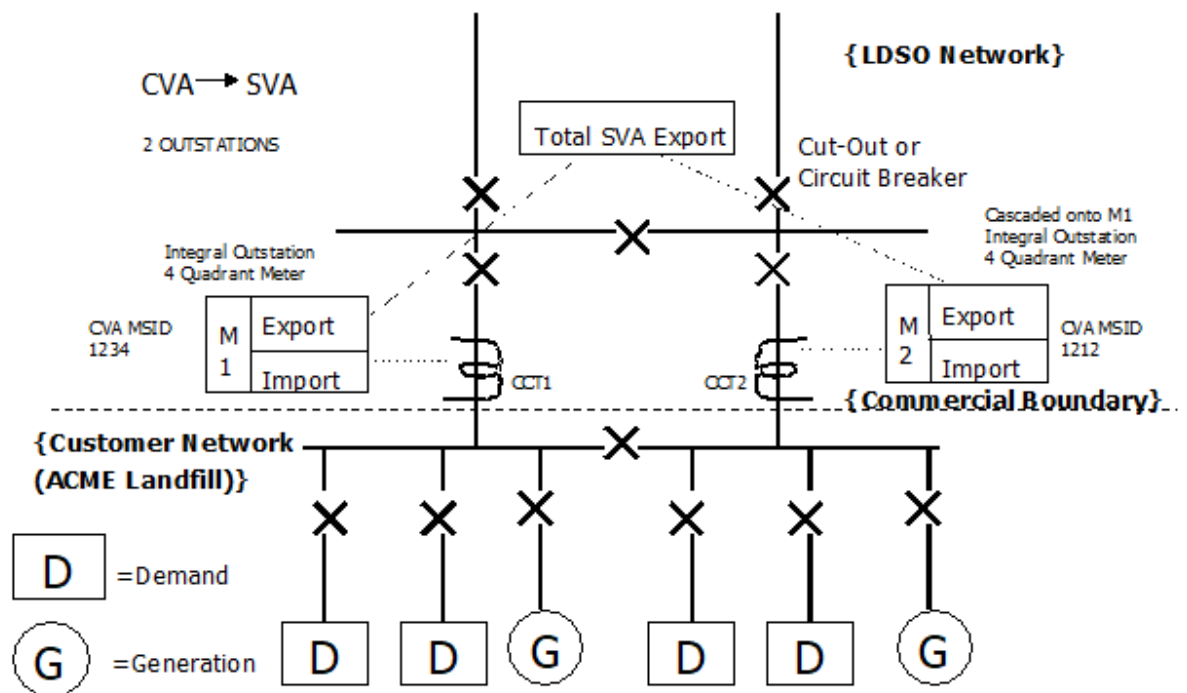 {LDSO Network}
CVA → SVA
2 OUTSTATIONS
Total SVA Export
Cut-Out or
Circuit Breaker
Cascaded onto M1
Integral Outstation
4 Quadrant Meter
Integral Outstation
4 Quadrant Meter
CVA MSID
1234
M
1
Export
Import
CCT1
CCT2
M
2
Export
Import
CVA MSID
1212
{Commercial Boundary}
{Customer Network
(ACME Landfill)}
D
=Demand
G
=Generation
D
D
G
D
D
G